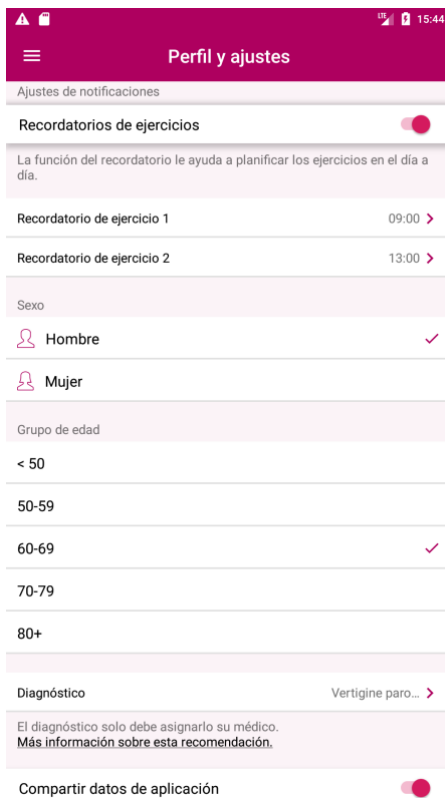 LTE 15:44
Perfil y ajustes
Ajustes de notificaciones
Recordatorios de ejercicios
La función del recordatorio le ayuda a planificar los ejercicios en el día a
día.
Recordatorio de ejercicio 1 09:00
Recordatorio de ejercicio 2 13:00
Sexo
Hombre
Mujer
Grupo de edad
< 50
50-59
60-69
70-79
80+
Diagnóstico Vertigine paro...
El diagnóstico solo debe asignarlo su médico.
Más información sobre esta recomendación.
Compartir datos de aplicación